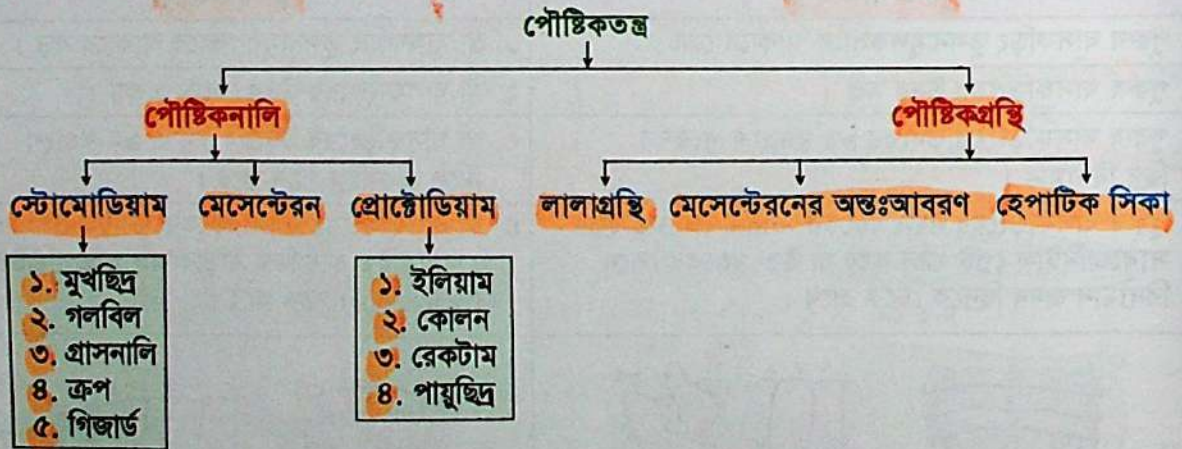 পৌষ্টিকতন্ত্র
পৌষ্টিকনালি
পৌষ্টিকগ্রন্থি
স্টোমোডিয়াম
মেসেন্টেরন
প্রোক্টোডিয়াম
লালাগ্রন্থি
মেসেন্টেরনের অন্তঃআবরণ
হেপাটিক সিকা
১. মুখছিদ্র
২. গলবিল
৩. গ্রাসনালি
৪. ক্রপ
৫. গিজার্ড
১. ইলিয়াম
২. কোলন
৩. রেকটাম
৪. পায়ুছিদ্র